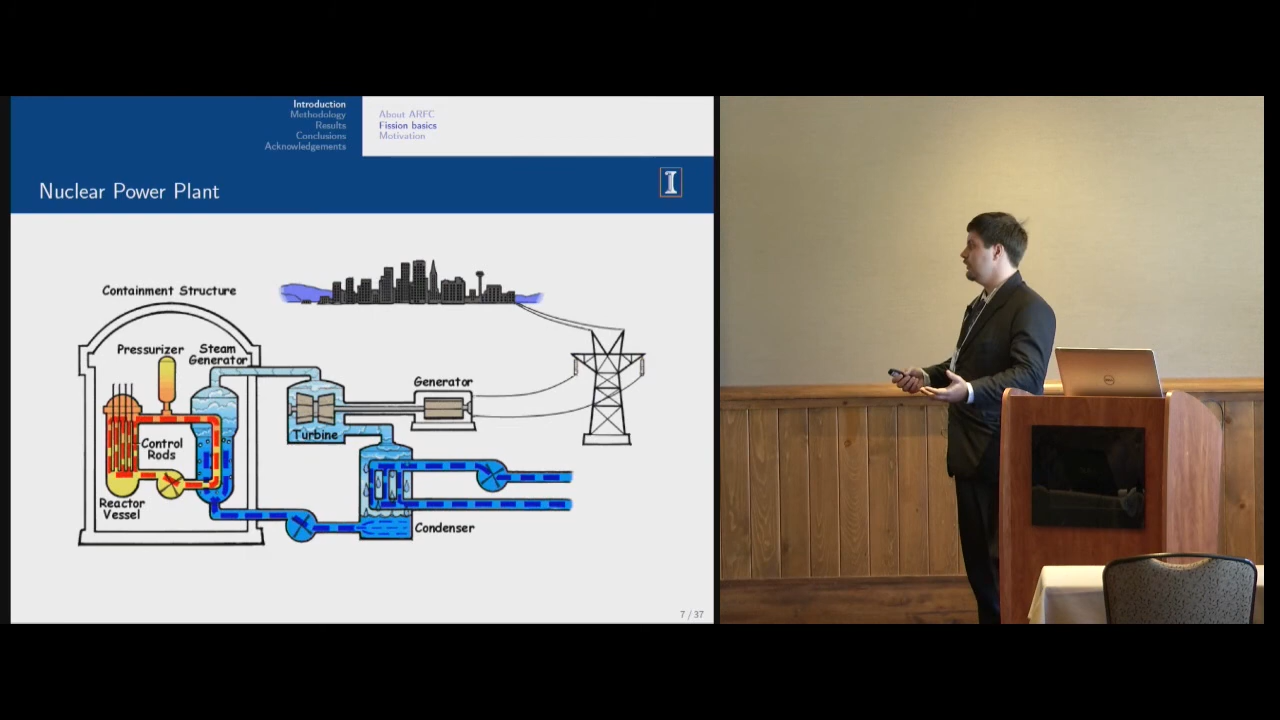 Introduction
Methodology
Results
Conclusions
Acknowledgements
About ARFC
Fission basics
Motivation
Nuclear Power Plant
I
Containment Structure
Pressurizer
Steam
Generator
Control
Rods
Reactor
Vessel
Turbine
Generator
Condenser
7 / 37
DELL